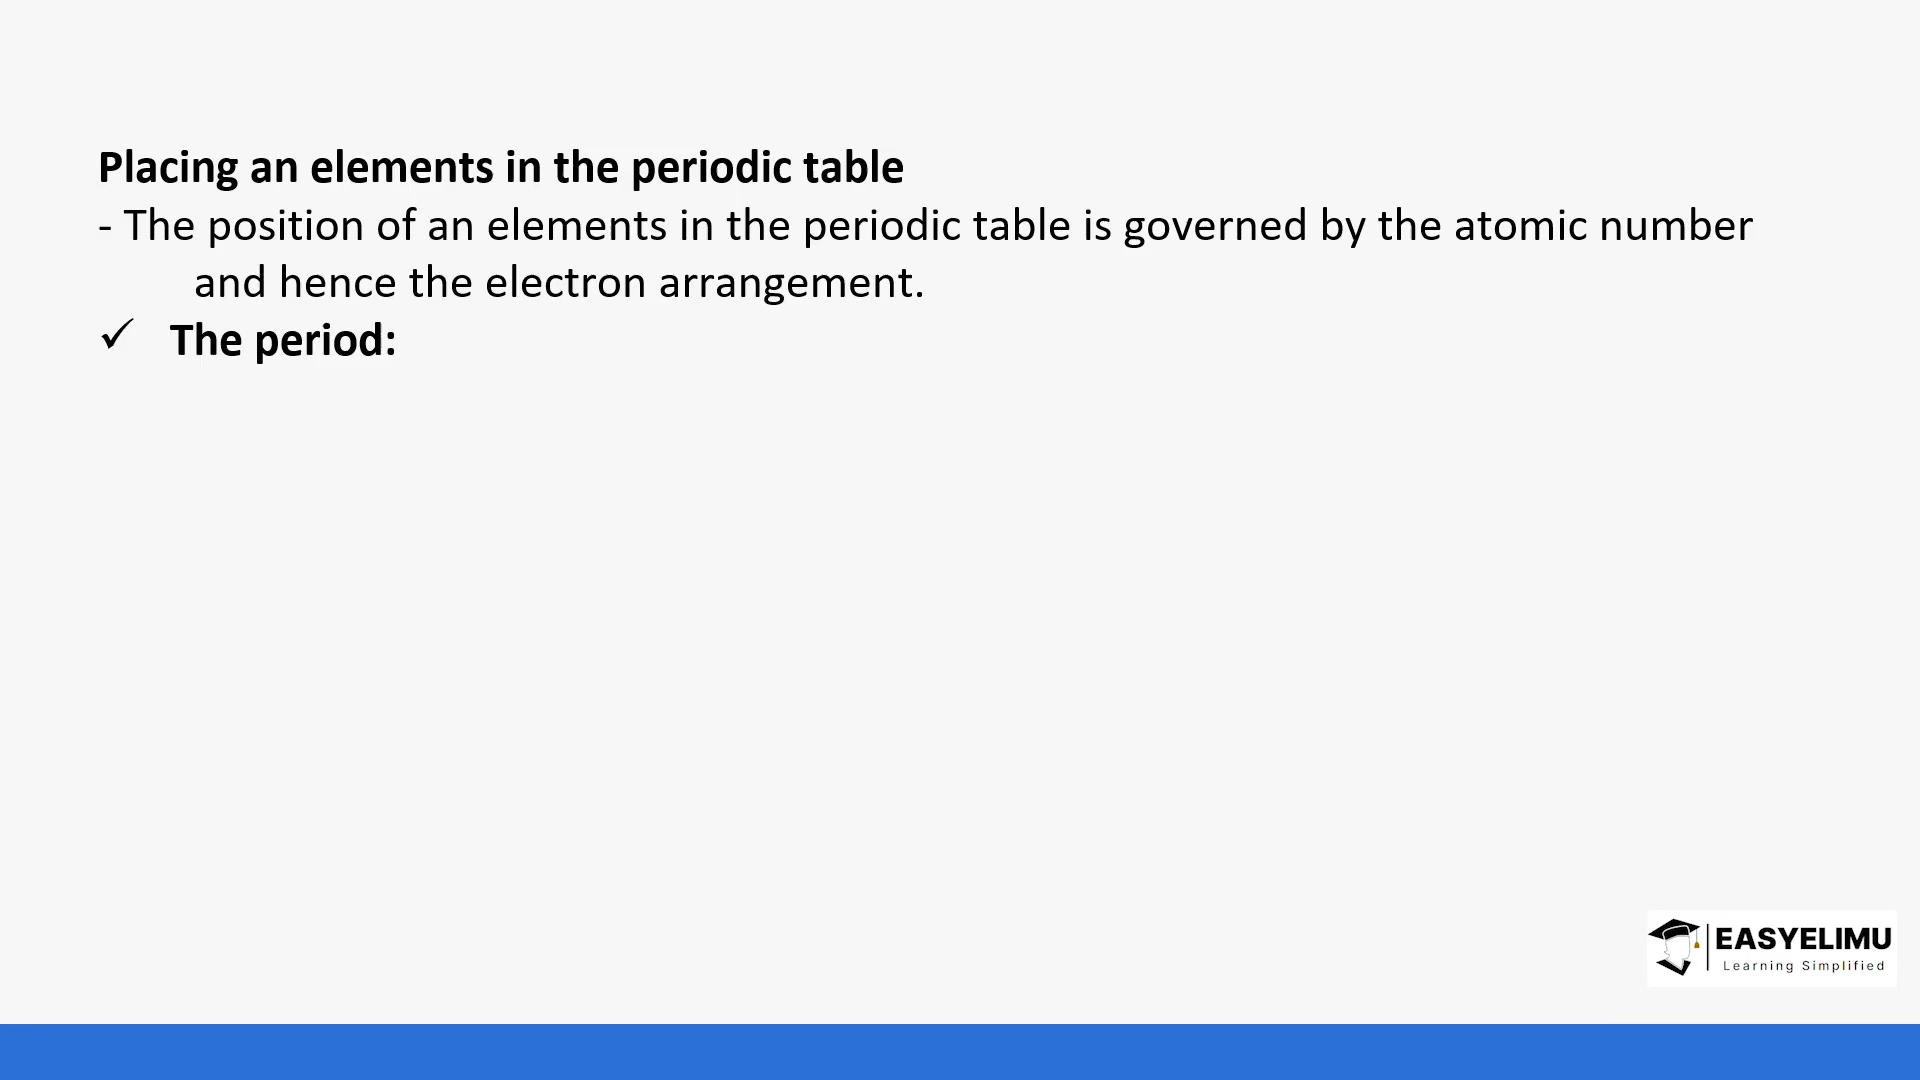 Placing an elements in the periodic table
- The position of an elements in the periodic table is governed by the atomic number
and hence the electron arrangement.
✓ The period:
EASYELIMU
Learning Simplified